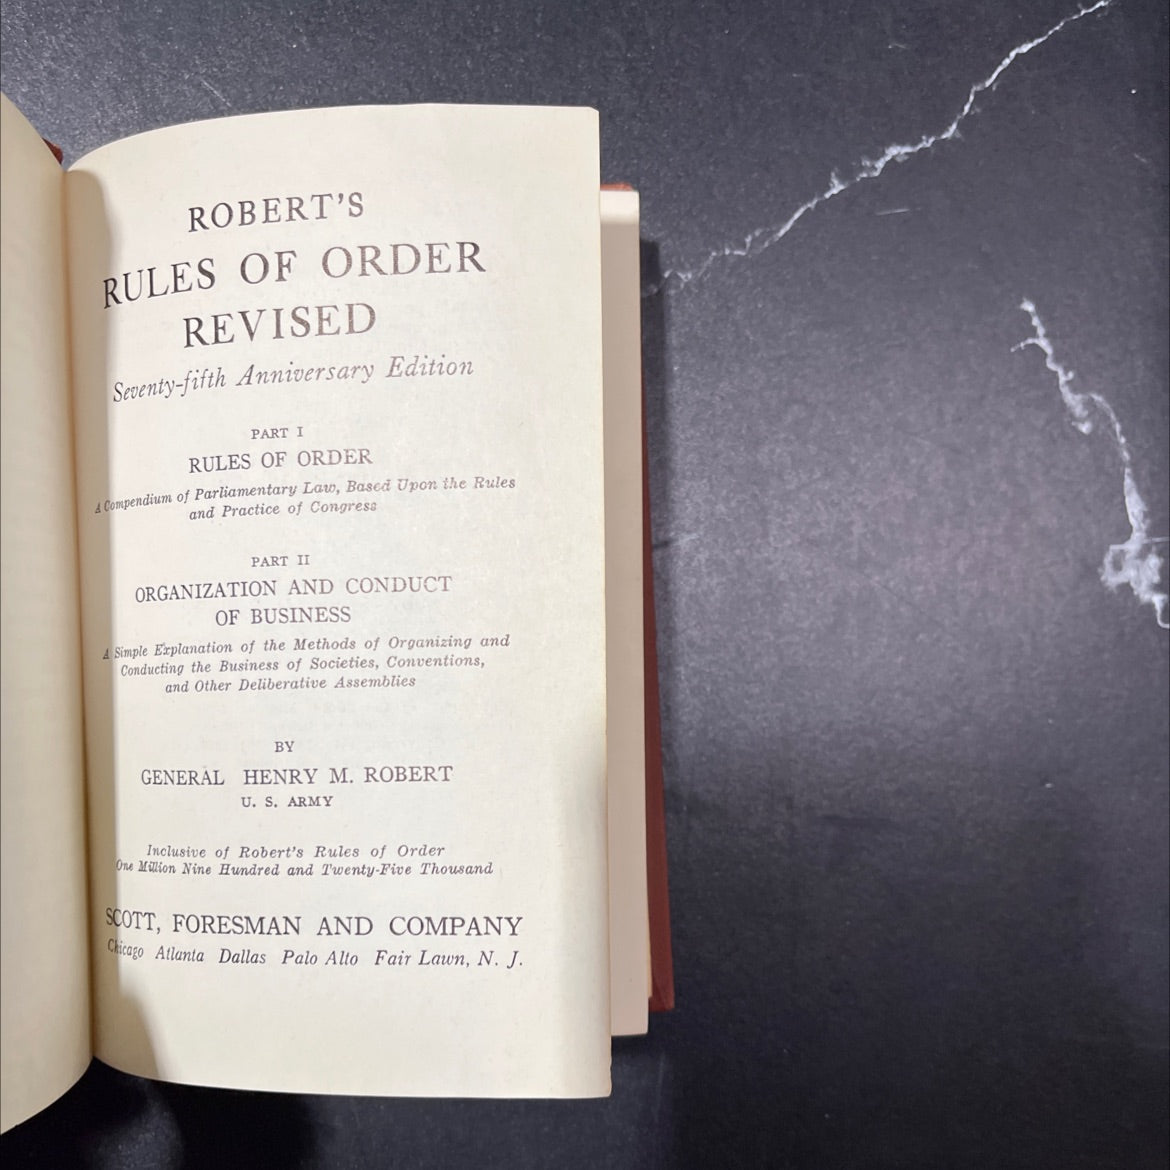 ROBERT'S
RULES OF ORDER
REVISED
Seventy-fifth Anniversary Edition
PART I
RULES OF ORDER
A Compendium of Parliamentary Law, Based Upon the Rules
and Practice of Congress
PART II
ORGANIZATION AND CONDUCT
OF BUSINESS
A Simple Explanation of the Methods of Organizing and
Conducting the Business of Societies, Conventions,
and Other Deliberative Assemblies
BY
GENERAL HENRY M. ROBERT
U. S. ARMY
Inclusive of Robert's Rules of Order
One Million Nine Hundred and Twenty-Five Thousand
SCOTT, FORESMAN AND COMPANY
Chicago Atlanta Dallas Palo Alto Fair Lawn, N. J.